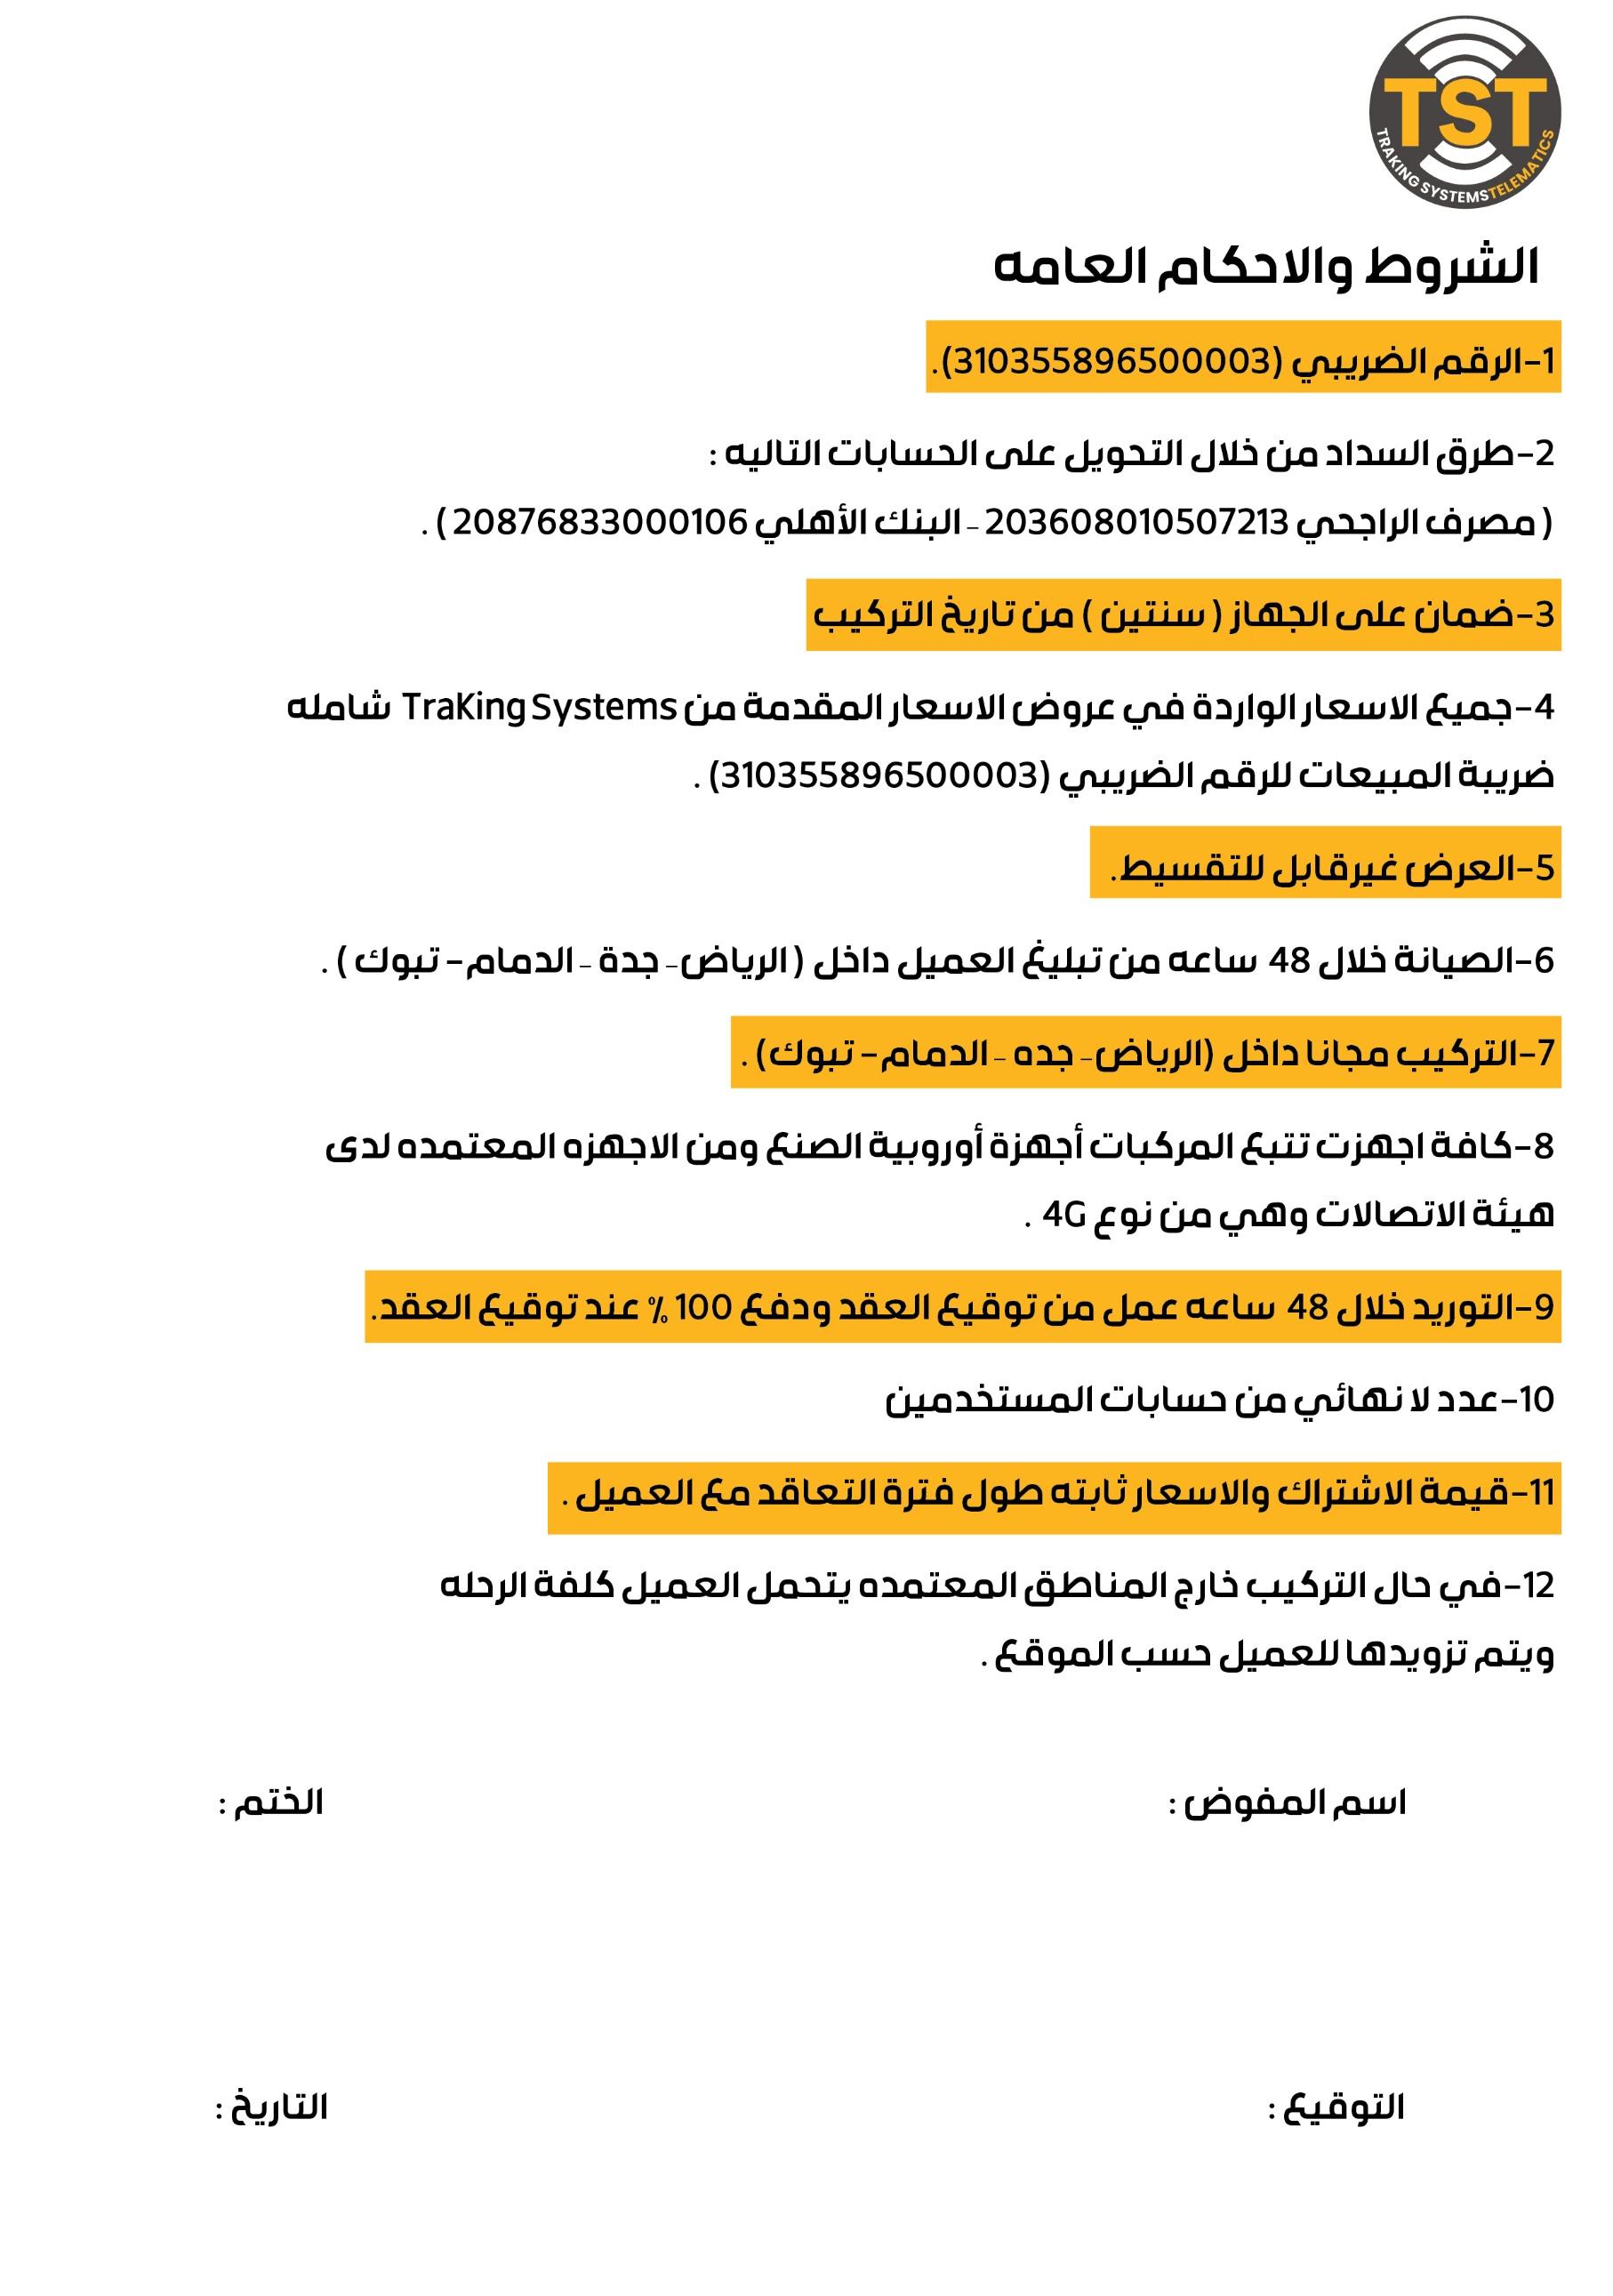 TST
TRAKING SYSTEMS TELEMATICS
الشروط والاحكام العامه
1-الرقم الضريبي (310355896500003).
2-طرق السداد من خلال التحويل على الحسابات التاليه :
( مصرف الراجحي 203608010507213 - البنك الأهلي 20876833000106 ) .
3-ضمان على الجهاز ( سنتين ) من تاريخ التركيب
4-جميع الاسعار الواردة في عروض الاسعار المقدمة من TraKing Systems شامله
ضريبة المبيعات للرقم الضريبي (310355896500003) .
5-العرض غيرقابل للتقسيط.
6-الصيانة خلال 48 ساعه من تبليغ العميل داخل ( الرياض- جدة - الدمام- تبوك ) .
7-التركيب مجانا داخل (الرياض- جده - الدمام- تبوك) .
8-كافة اجهزت تتبع المركبات أجهزة أوروبية الصنع ومن الاجهزه المعتمده لدى
هيئة الاتصالات وهي من نوع 4G .
9-التوريد خلال 48 ساعه عمل من توقيع العقد ودفع 100 % عند توقيع العقد.
10-عدد لا نهائي من حسابات المستخدمين
11-قيمة الاشتراك والاسعار ثابته طول فترة التعاقد مع العميل .
12-في حال التركيب خارج المناطق المعتمده يتحمل العميل كلفة الرحله
ويتم تزويدها للعميل حسب الموقع .
اسم المفوض :
الختم :
التوقيع :
التاريخ :